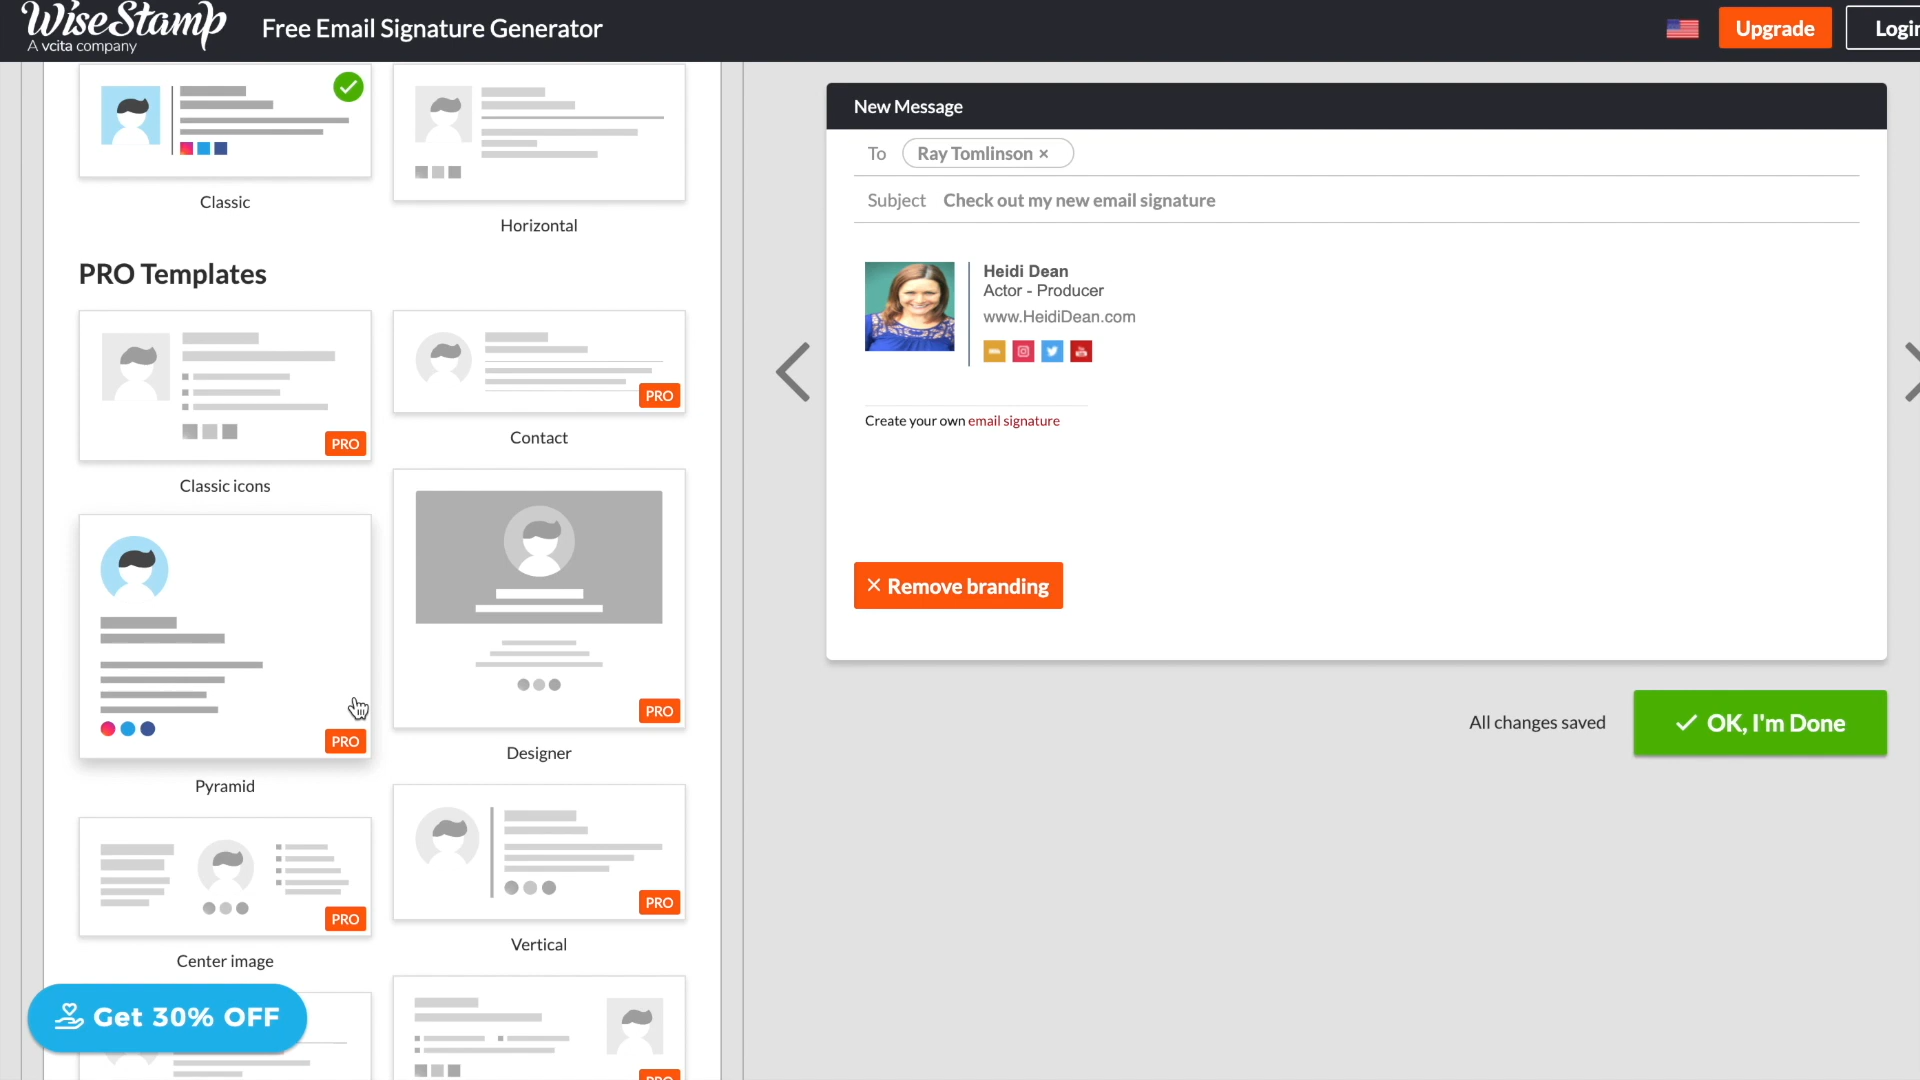 WiseStamp
A vcita company
Free Email Signature Generator
Upgrade
Login
Classic
Horizontal
PRO Templates
PRO
Classic icons
PRO
Contact
PRO
Pyramid
PRO
Designer
PRO
Center image
PRO
Vertical
Get 30% OFF
PRO
New Message
To Ray Tomlinson ×
Subject Check out my new email signature
Heidi Dean
Actor - Producer
www.HeidiDean.com
Create your own email signature
× Remove branding
All changes saved
OK, I'm Done